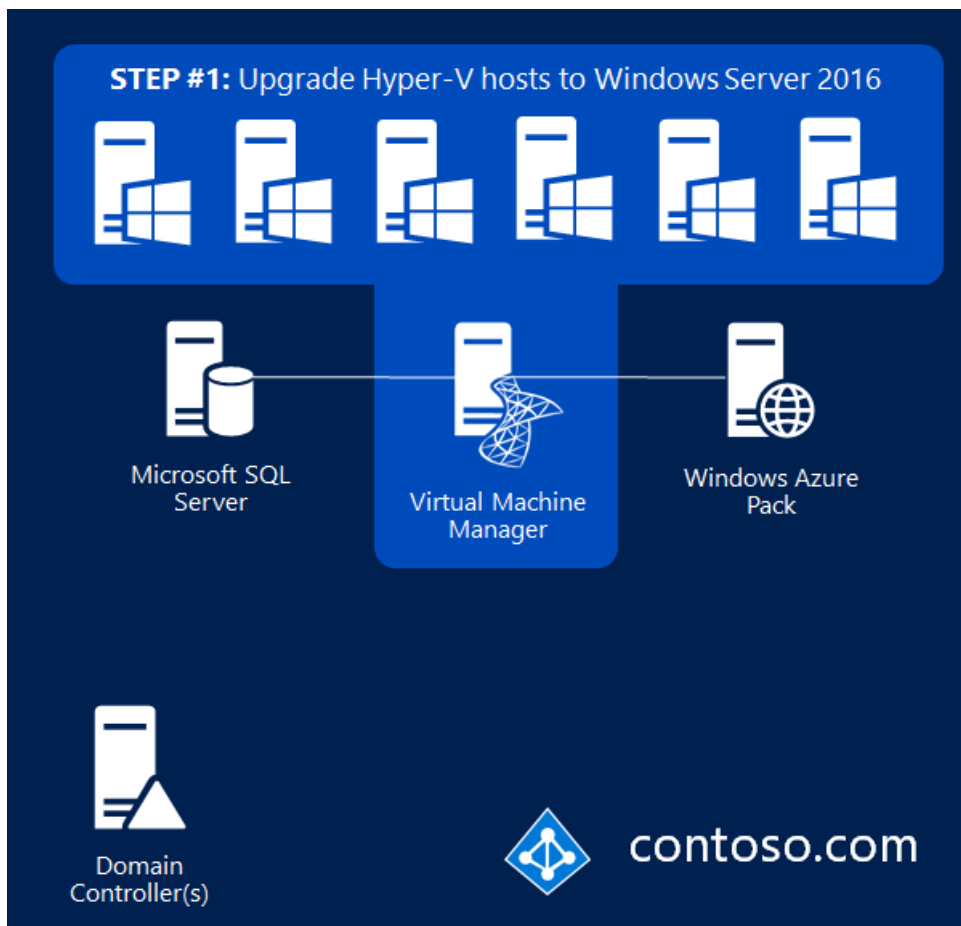 STEP #1: Upgrade Hyper-V hosts to Windows Server 2016
Microsoft SQL
Server
Virtual Machine
Manager
Windows Azure
Pack
Domain
Controller(s)
contoso.com